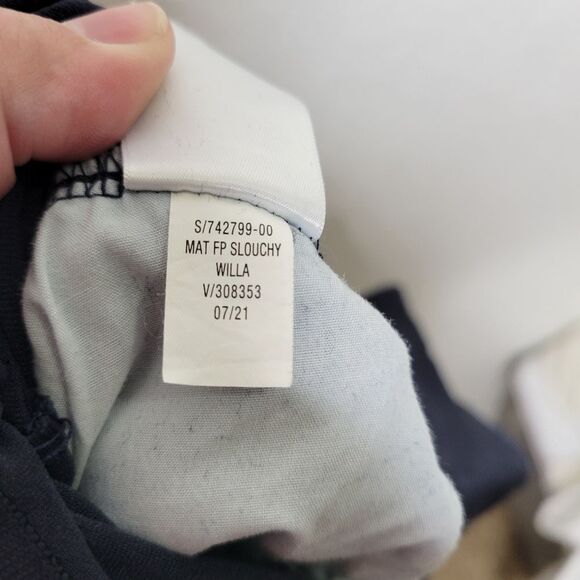 S/742799-00
MAT FP SLOUCHY
WILLA
V/308353
07/21